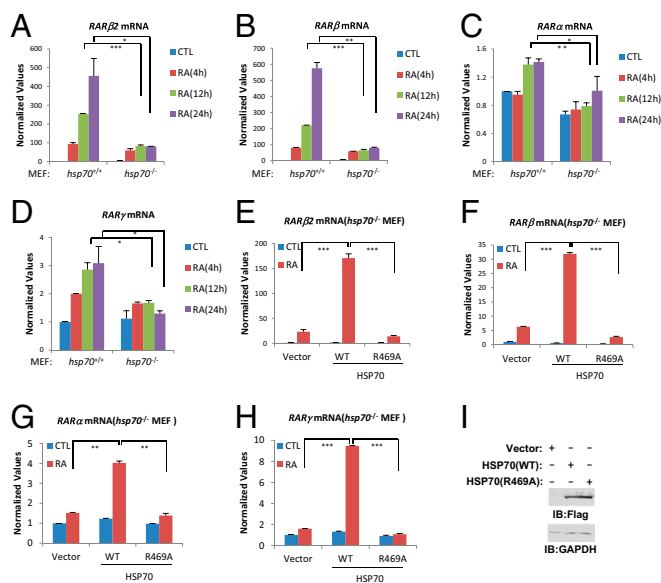 A
RARβ2 mRNA
*
***
Normalized Values
600
500
400
300
200
100
0
CTL
RA(4h)
RA(12h)
RA(24h)
MEF: hsp70+/+ hsp70-/-
B
RARβ mRNA
**
***
Normalized Values
700
600
500
400
300
200
100
0
CTL
RA(4h)
RA(12h)
RA(24h)
MEF: hsp70+/+ hsp70-/-
C
RARα mRNA
*
**
Normalized Values
1.6
1.2
0.8
0.4
CTL
RA(4h)
RA(12h)
RA(24h)
MEF: hsp70+/+ hsp70-/-
D
RARγ mRNA
*
*
Normalized Values
4
3
2
1
0
CTL
RA(4h)
RA(12h)
RA(24h)
MEF: hsp70+/+ hsp70-/-
E
RARβ2 mRNA(hsp70-/- MEF)
*** ***
Normalized Values
200
150
100
50
0
CTL
RA
Vector WT R469A
HSP70
F
RARβ mRNA(hsp70-/- MEF)
*** ***
Normalized Values
35
30
25
20
15
10
5
0
CTL
RA
Vector WT R469A
HSP70
G
RARα mRNA(hsp70-/- MEF)
** **
Normalized Values
5
4
3
2
1
0
CTL
RA
Vector WT R469A
HSP70
H
RARγ mRNA(hsp70-/- MEF )
*** ***
Normalized Values
10
8
6
4
2
0
CTL
RA
Vector WT R469A
HSP70
I
Vector: + − −
HSP70(WT): − + −
HSP70(R469A): − − +
IB:Flag
IB:GAPDH